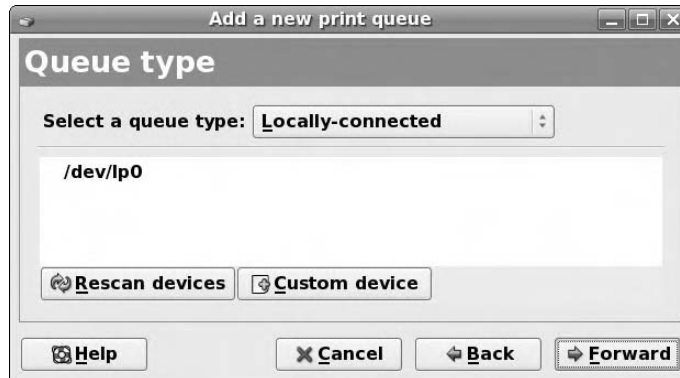 Add a new print queue
Queue type
Select a queue type: Locally-connected
/dev/lp0
Rescan devices Custom device
Help Cancel Back Forward